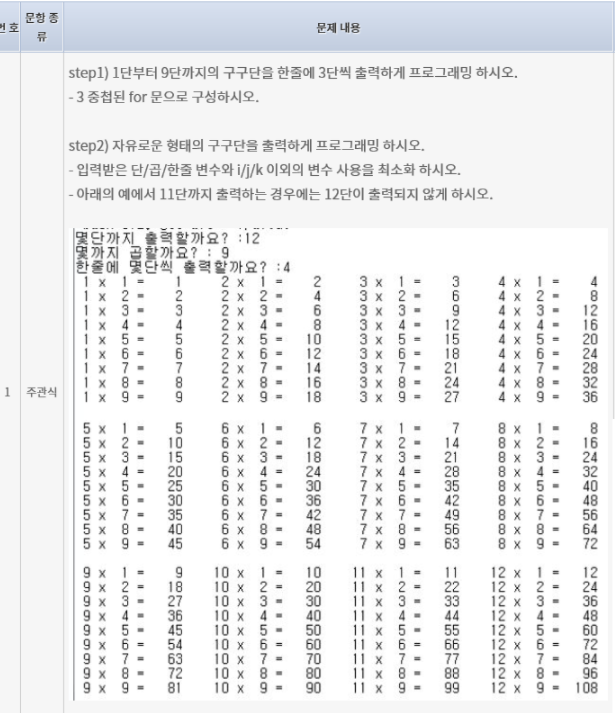 번 호 문항 종류 문제 내용
step1) 1단부터 9단까지의 구구단을 한줄에 3단씩 출력하게 프로그래밍 하시오.
- 3 중첩된 for 문으로 구성하시오.
step2) 자유로운 형태의 구구단을 출력하게 프로그래밍 하시오.
- 입력받은 단/곱/한줄 변수와 i/j/k 이외의 변수 사용을 최소화 하시오.
- 아래의 예에서 11단까지 출력하는 경우에는 12단이 출력되지 않게 하시오.
1 주관식
몇단까지 출력할까요? :12
몇까지 곱할까요? : 9
한줄에 몇단씩 출력할까요? :4
1 x 1 = 1 2 x 1 = 2 3 x 1 = 3 4 x 1 = 4
1 x 2 = 2 2 x 2 = 4 3 x 2 = 6 4 x 2 = 8
1 x 3 = 3 2 x 3 = 6 3 x 3 = 9 4 x 3 = 12
1 x 4 = 4 2 x 4 = 8 3 x 4 = 12 4 x 4 = 16
1 x 5 = 5 2 x 5 = 10 3 x 5 = 15 4 x 5 = 20
1 x 6 = 6 2 x 6 = 12 3 x 6 = 18 4 x 6 = 24
1 x 7 = 7 2 x 7 = 14 3 x 7 = 21 4 x 7 = 28
1 x 8 = 8 2 x 8 = 16 3 x 8 = 24 4 x 8 = 32
1 x 9 = 9 2 x 9 = 18 3 x 9 = 27 4 x 9 = 36
5 x 1 = 5 6 x 1 = 6 7 x 1 = 7 8 x 1 = 8
5 x 2 = 10 6 x 2 = 12 7 x 2 = 14 8 x 2 = 16
5 x 3 = 15 6 x 3 = 18 7 x 3 = 21 8 x 3 = 24
5 x 4 = 20 6 x 4 = 24 7 x 4 = 28 8 x 4 = 32
5 x 5 = 25 6 x 5 = 30 7 x 5 = 35 8 x 5 = 40
5 x 6 = 30 6 x 6 = 36 7 x 6 = 42 8 x 6 = 48
5 x 7 = 35 6 x 7 = 42 7 x 7 = 49 8 x 7 = 56
5 x 8 = 40 6 x 8 = 48 7 x 8 = 56 8 x 8 = 64
5 x 9 = 45 6 x 9 = 54 7 x 9 = 63 8 x 9 = 72
9 x 1 = 9 10 x 1 = 10 11 x 1 = 11 12 x 1 = 12
9 x 2 = 18 10 x 2 = 20 11 x 2 = 22 12 x 2 = 24
9 x 3 = 27 10 x 3 = 30 11 x 3 = 33 12 x 3 = 36
9 x 4 = 36 10 x 4 = 40 11 x 4 = 44 12 x 4 = 48
9 x 5 = 45 10 x 5 = 50 11 x 5 = 55 12 x 5 = 60
9 x 6 = 54 10 x 6 = 60 11 x 6 = 66 12 x 6 = 72
9 x 7 = 63 10 x 7 = 70 11 x 7 = 77 12 x 7 = 84
9 x 8 = 72 10 x 8 = 80 11 x 8 = 88 12 x 8 = 96
9 x 9 = 81 10 x 9 = 90 11 x 9 = 99 12 x 9 = 108